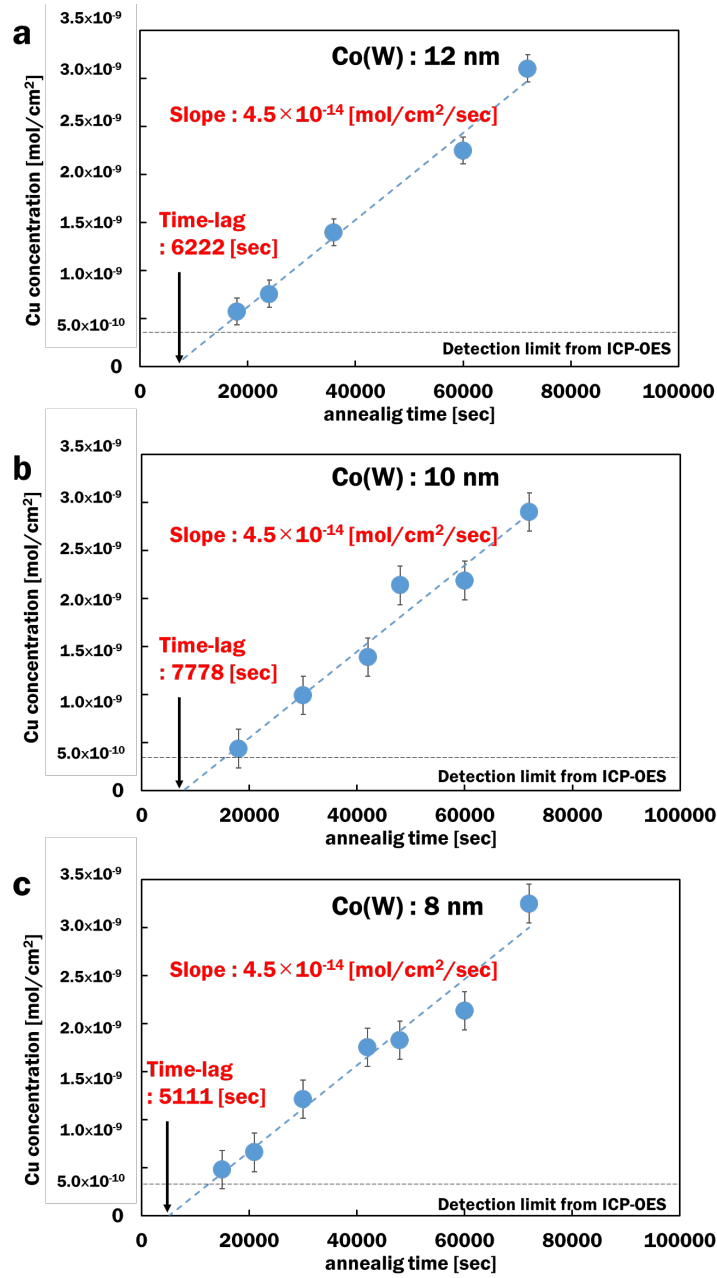 a
Co(W) : 12 nm
Slope : 4.5×10⁻¹⁴ [mol/cm²/sec]
Time-lag
: 6222 [sec]
Detection limit from ICP-OES
Cu concentration [mol/cm²]
3.5×10⁻⁹
3.0×10⁻⁹
2.5×10⁻⁹
2.0×10⁻⁹
1.5×10⁻⁹
1.0×10⁻⁹
5.0×10⁻¹⁰
0
0 20000 40000 60000 80000 100000
annealig time [sec]
b
Co(W) : 10 nm
Slope : 4.5×10⁻¹⁴ [mol/cm²/sec]
Time-lag
: 7778 [sec]
Detection limit from ICP-OES
Cu concentration [mol/cm²]
3.5×10⁻⁹
3.0×10⁻⁹
2.5×10⁻⁹
2.0×10⁻⁹
1.5×10⁻⁹
1.0×10⁻⁹
5.0×10⁻¹⁰
0
0 20000 40000 60000 80000 100000
annealig time [sec]
c
Co(W) : 8 nm
Slope : 4.5×10⁻¹⁴ [mol/cm²/sec]
Time-lag
: 5111 [sec]
Detection limit from ICP-OES
Cu concentration [mol/cm²]
3.5×10⁻⁹
3.0×10⁻⁹
2.5×10⁻⁹
2.0×10⁻⁹
1.5×10⁻⁹
1.0×10⁻⁹
5.0×10⁻¹⁰
0
0 20000 40000 60000 80000 100000
annealig time [sec]